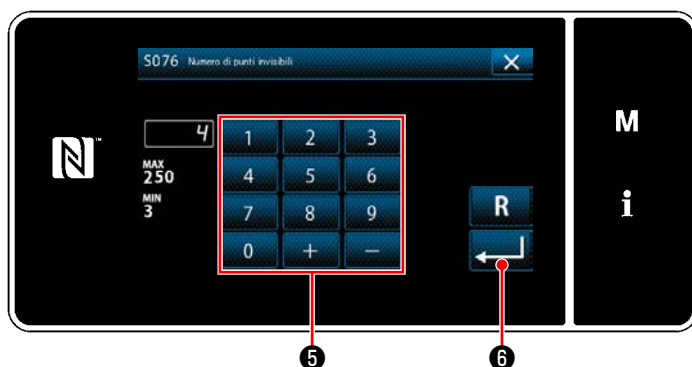 S076 Numero di punti invisibili
4
MAX
250
MIN
3
1 2 3
4 5 6
7 8 9
0 + −
R
M
i
N
❺ ❻